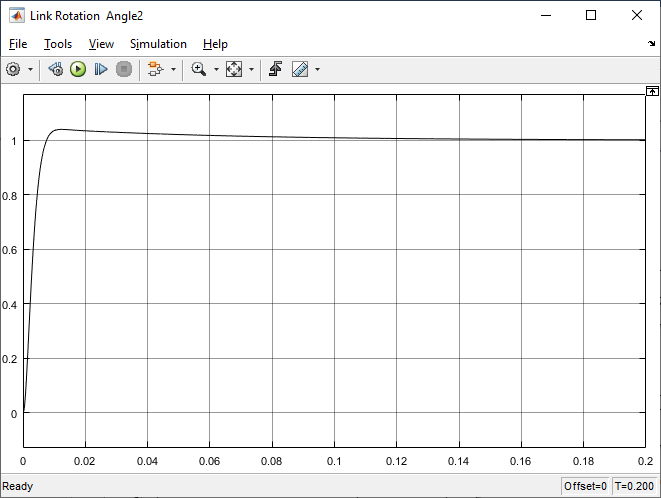 Link Rotation Angle2
File Tools View Simulation Help
1
0.8
0.6
0.4
0.2
0
0 0.02 0.04 0.06 0.08 0.1 0.12 0.14 0.16 0.18 0.2
Ready Offset=0 T=0.200